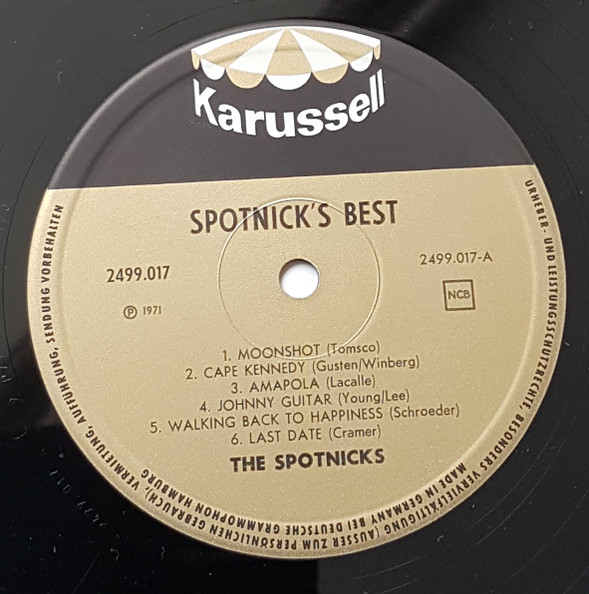 Karussell
SPOTNICK'S BEST
2499.017
2499.017-A
℗ 1971
NCB
1. MOONSHOT (Tomsco)
2. CAPE KENNEDY (Gusten/Winberg)
3. AMAPOLA (Lacalle)
4. JOHNNY GUITAR (Young/Lee)
5. WALKING BACK TO HAPPINESS (Schroeder)
6. LAST DATE (Cramer)
THE SPOTNICKS
URHEBER- UND LEISTUNGSSCHUTZRECHTE, BESONDERS VERVIELFÄLTIGUNG (AUSSER ZUM PERSÖNLICHEN GEBRAUCH), VERMIETUNG, AUFFÜHRUNG, SENDUNG VORBEHALTEN
MADE IN GERMANY BEI DEUTSCHE GRAMMOPHON HAMBURG